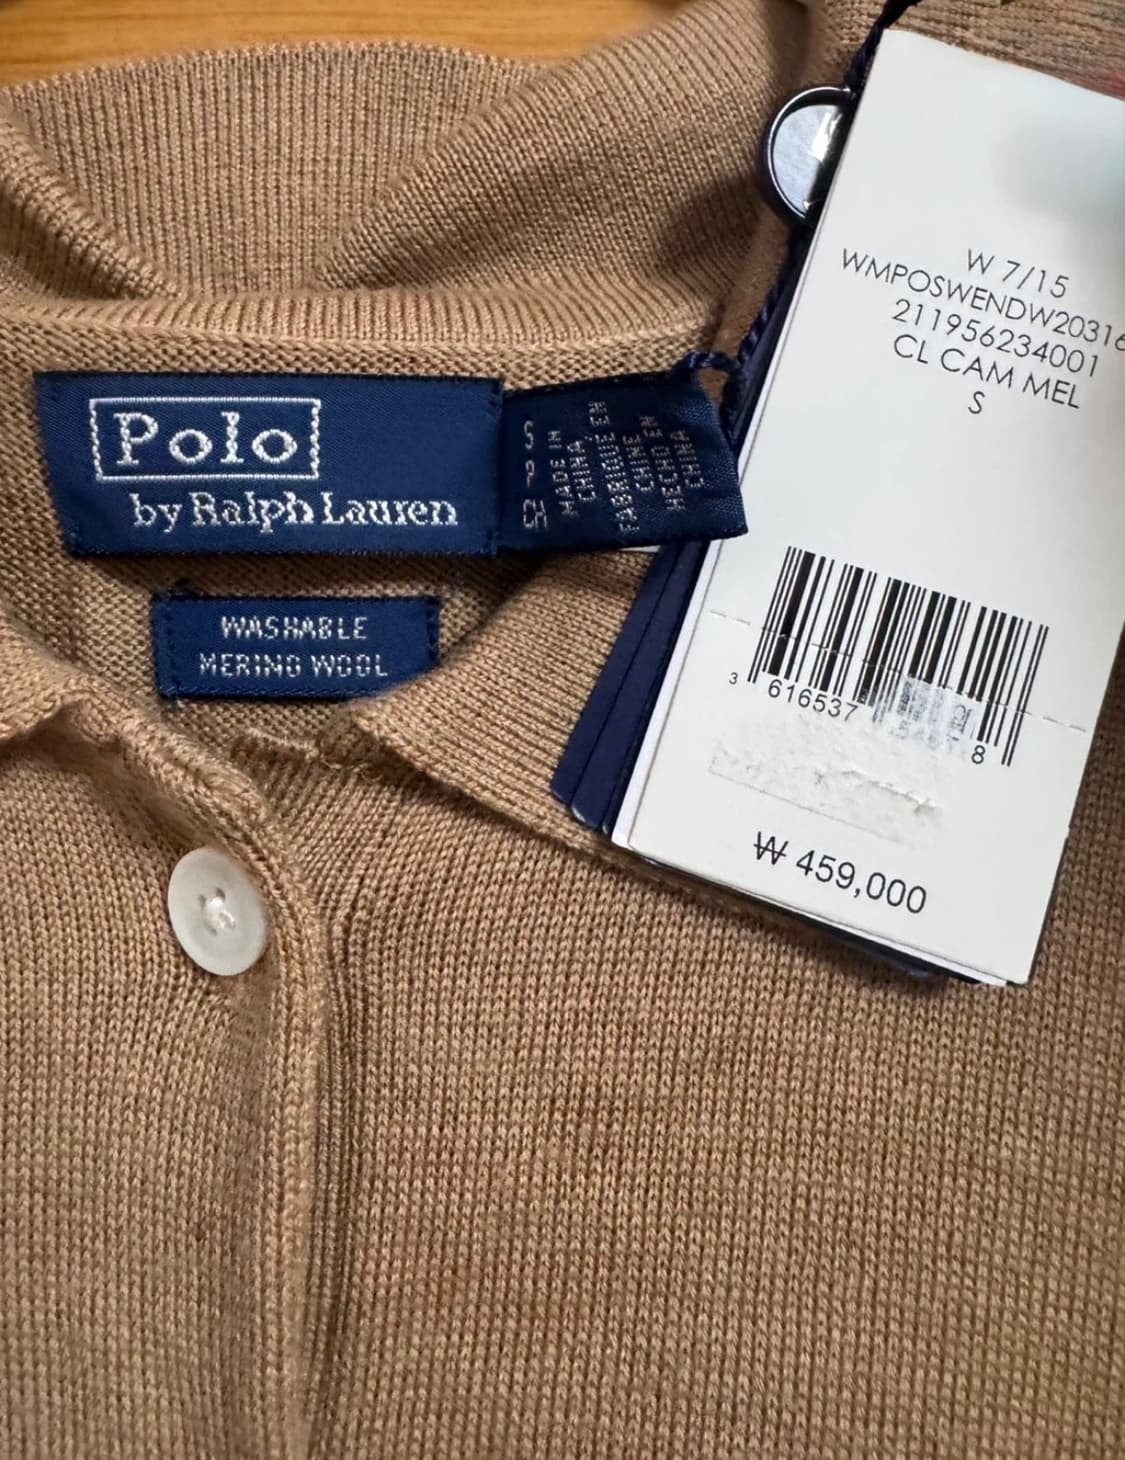 Polo
by Ralph Lauren
S
P
CH
MADE IN
CHINA
FABRIQUE EN
CHINE
HECHO EN
CHINA
WASHABLE
MERINO WOOL
W 7/15
WMPOSWENDW20316
211956234001
CL CAM MEL
S
3 616537 8
₩ 459,000